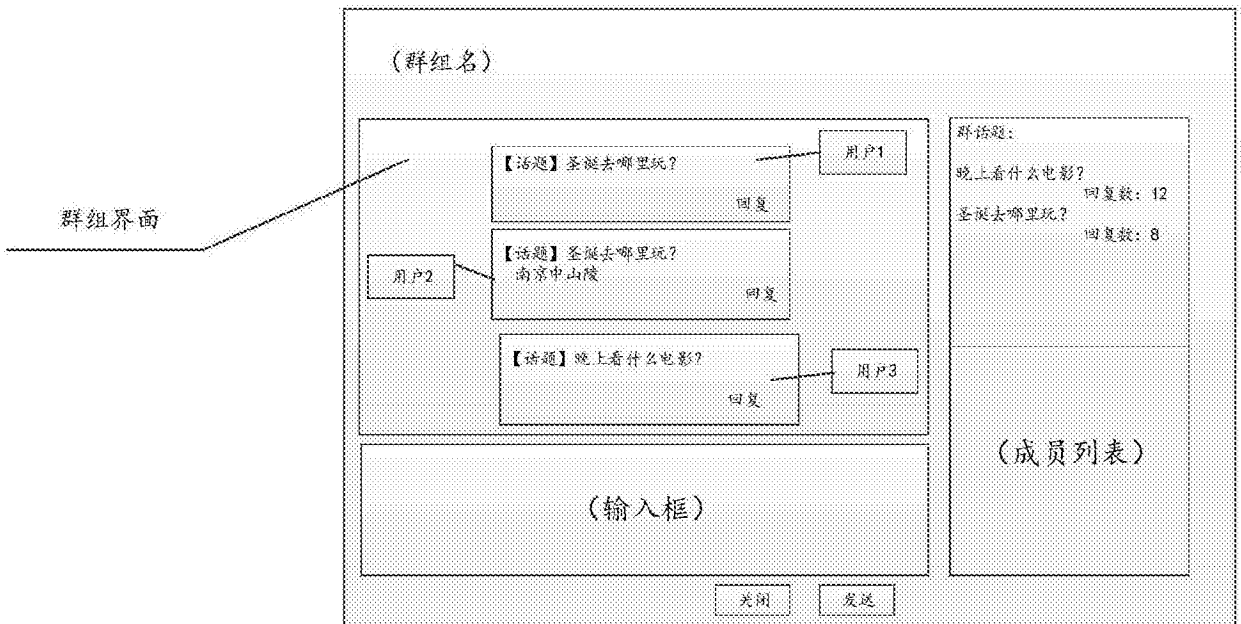 （群组名）
群组界面
【话题】圣诞去哪里玩？
用户1
回复
【话题】圣诞去哪里玩？
南京中山陵
用户2
回复
【话题】晚上看什么电影？
用户3
回复
群话题：
晚上看什么电影？
回复数：12
圣诞去哪里玩？
回复数：8
（成员列表）
（输入框）
关闭
发送